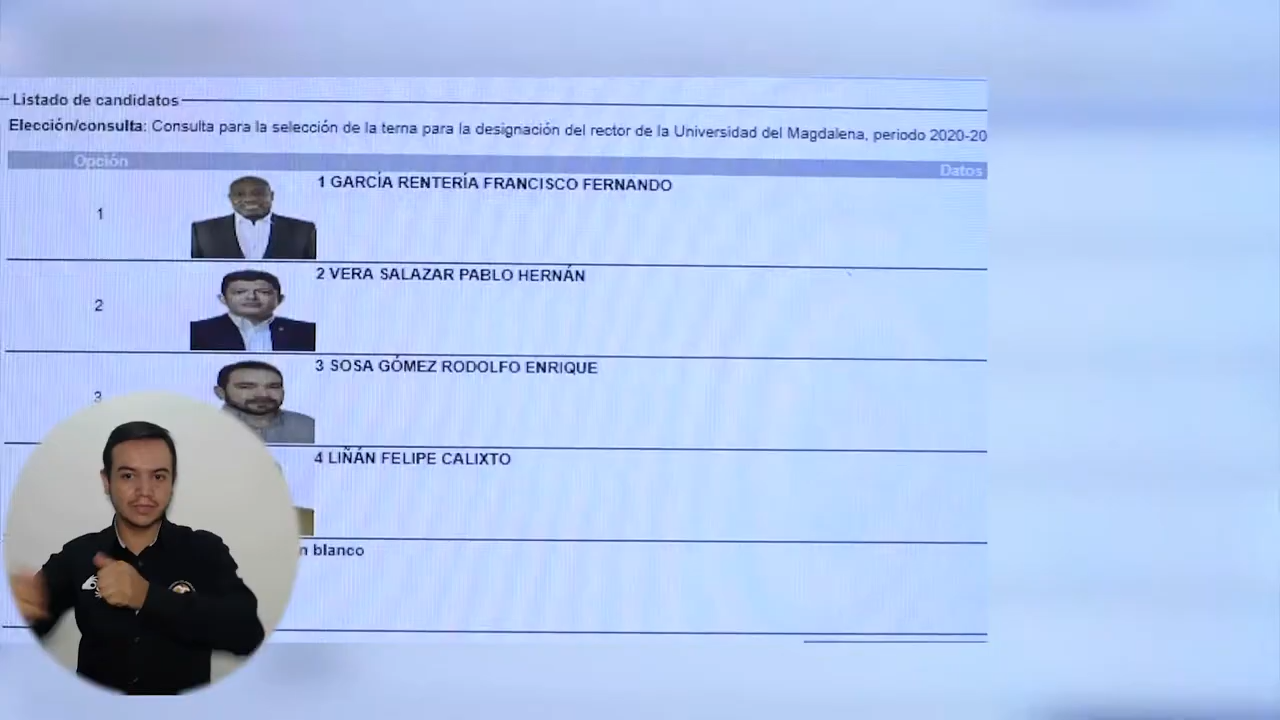 Listado de candidatos
Elección/consulta: Consulta para la selección de la terna para la designación del rector de la Universidad del Magdalena, periodo 2020-20
Opción Datos
1 1 GARCÍA RENTERÍA FRANCISCO FERNANDO
2 2 VERA SALAZAR PABLO HERNÁN
3 3 SOSA GÓMEZ RODOLFO ENRIQUE
4 LIÑÁN FELIPE CALIXTO
n blanco